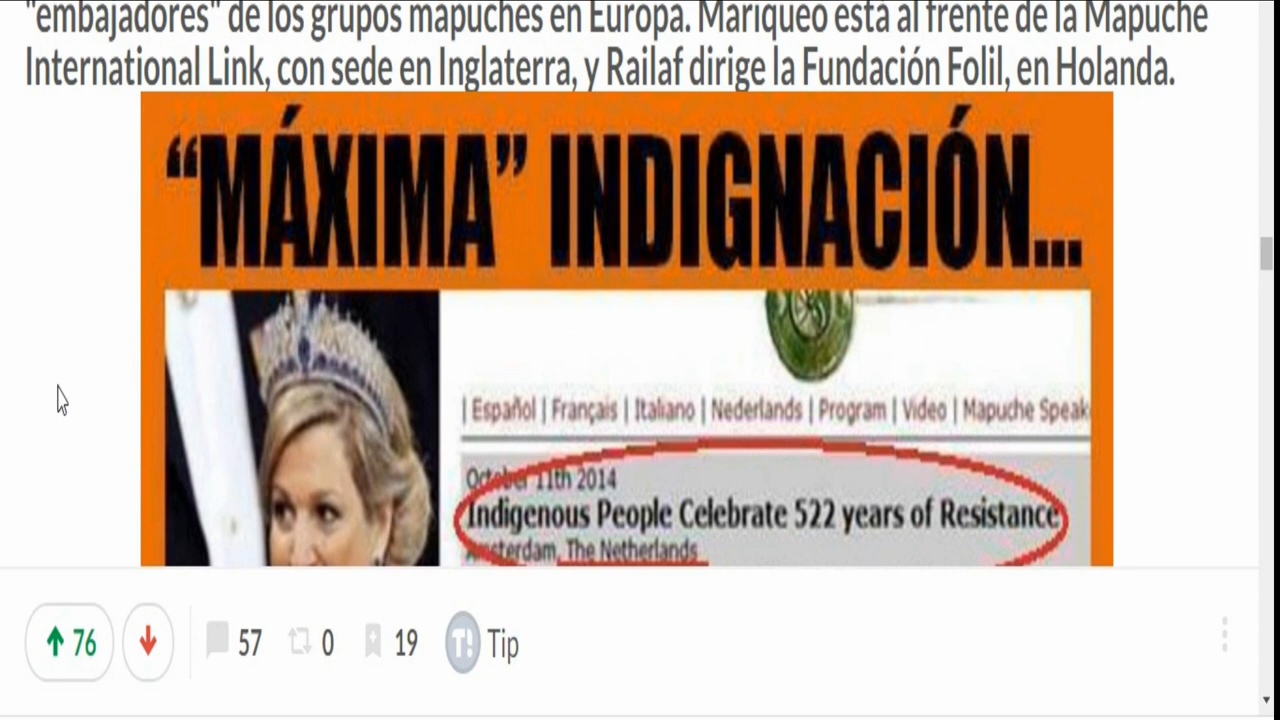 "embajadores" de los grupos mapuches en Europa. Mariqueo está al frente de la Mapuche
International Link, con sede en Inglaterra, y Railaf dirige la Fundación Folil, en Holanda.
“MÁXIMA” INDIGNACIÓN...
| Español | Français | Italiano | Nederlands | Program | Video | Mapuche Speak
October 11th 2014
Indigenous People Celebrate 522 years of Resistance
Amsterdam, The Netherlands
76 57 0 19 T! Tip